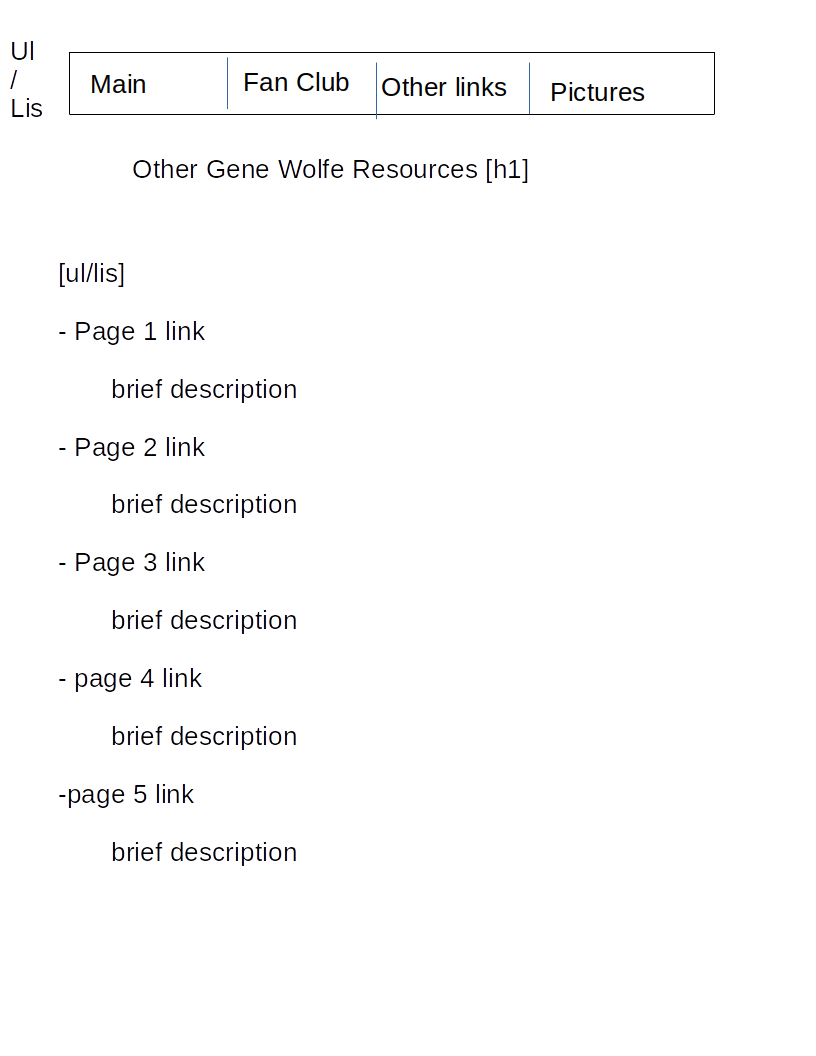 Ul
/
Lis
Main
Fan Club
Other links
Pictures
Other Gene Wolfe Resources [h1]
[ul/lis]
- Page 1 link
brief description
- Page 2 link
brief description
- Page 3 link
brief description
- page 4 link
brief description
-page 5 link
brief description